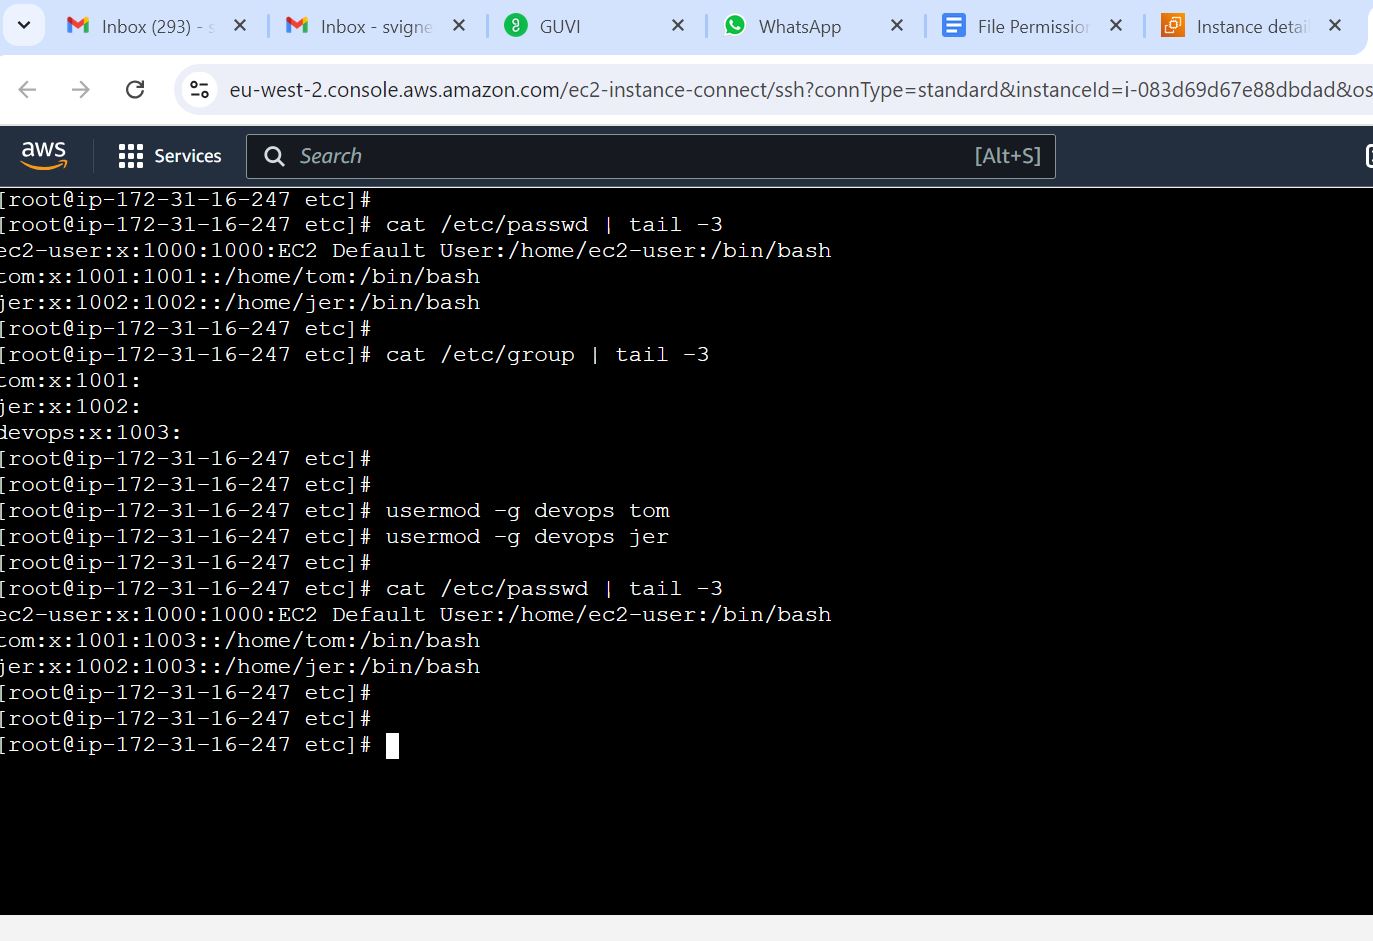 Inbox (293) - s
Inbox - svigne
GUVI
WhatsApp
File Permission
Instance detai
eu-west-2.console.aws.amazon.com/ec2-instance-connect/ssh?connType=standard&instanceId=i-083d69d67e88dbdad&os
aws
Services
Search
[Alt+S]
[root@ip-172-31-16-247 etc]#
[root@ip-172-31-16-247 etc]# cat /etc/passwd | tail -3
ec2-user:x:1000:1000:EC2 Default User:/home/ec2-user:/bin/bash
tom:x:1001:1001::/home/tom:/bin/bash
jer:x:1002:1002::/home/jer:/bin/bash
[root@ip-172-31-16-247 etc]#
[root@ip-172-31-16-247 etc]# cat /etc/group | tail -3
tom:x:1001:
jer:x:1002:
devops:x:1003:
[root@ip-172-31-16-247 etc]#
[root@ip-172-31-16-247 etc]#
[root@ip-172-31-16-247 etc]# usermod -g devops tom
[root@ip-172-31-16-247 etc]# usermod -g devops jer
[root@ip-172-31-16-247 etc]#
[root@ip-172-31-16-247 etc]# cat /etc/passwd | tail -3
ec2-user:x:1000:1000:EC2 Default User:/home/ec2-user:/bin/bash
tom:x:1001:1003::/home/tom:/bin/bash
jer:x:1002:1003::/home/jer:/bin/bash
[root@ip-172-31-16-247 etc]#
[root@ip-172-31-16-247 etc]#
[root@ip-172-31-16-247 etc]#